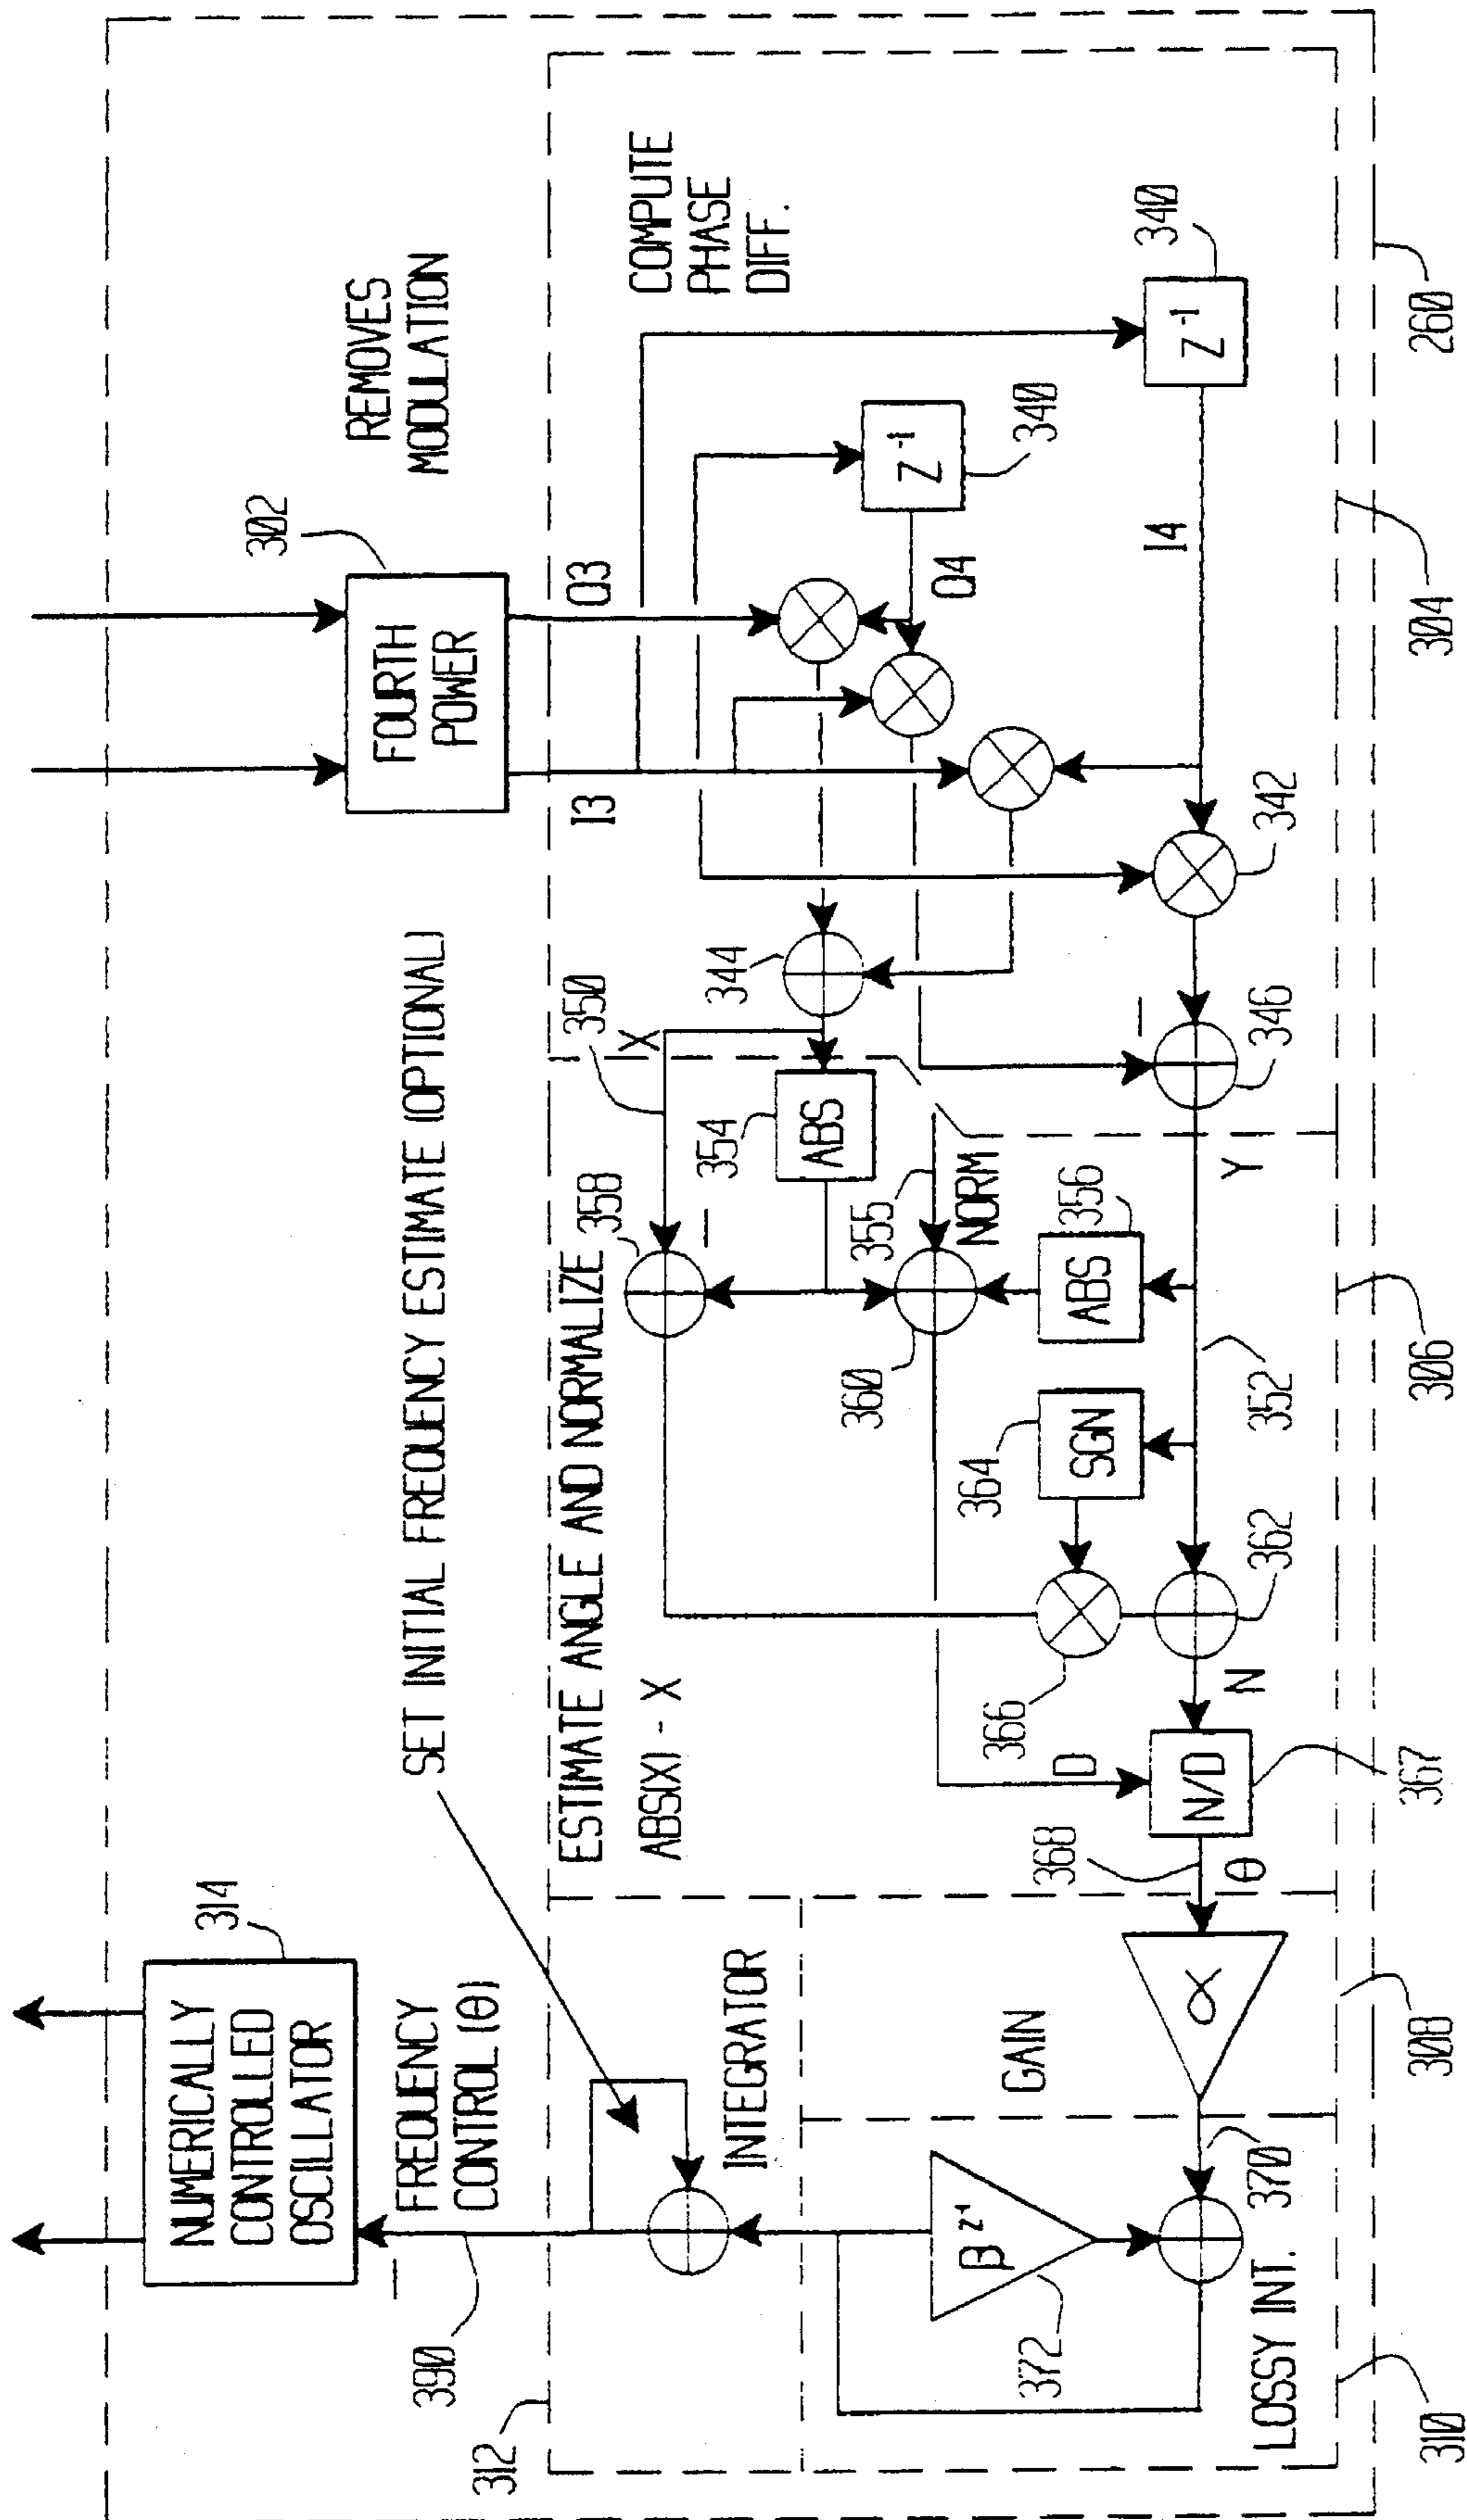 REMOVES
MODULATION
302
FOURTH
POWER
I3
Q3
COMPUTE
PHASE
DIFF.
Z-1
340
Z-1
340
Q4
I4
342
344
346
350
X
Y
SET INITIAL FREQUENCY ESTIMATE (OPTIONAL)
ESTIMATE ANGLE AND NORMALIZE
ABS(X) - X
358
354
ABS
355
NORM
356
ABS
360
364
SGN
352
362
366
N
D
N/D
367
368
θ
314
NUMERICALLY
CONTROLLED
OSCILLATOR
FREQUENCY
CONTROL (θ)
390
INTEGRATOR
312
GAIN
α
370
β z-1
372
LOSSY INT.
310
308
306
304
260